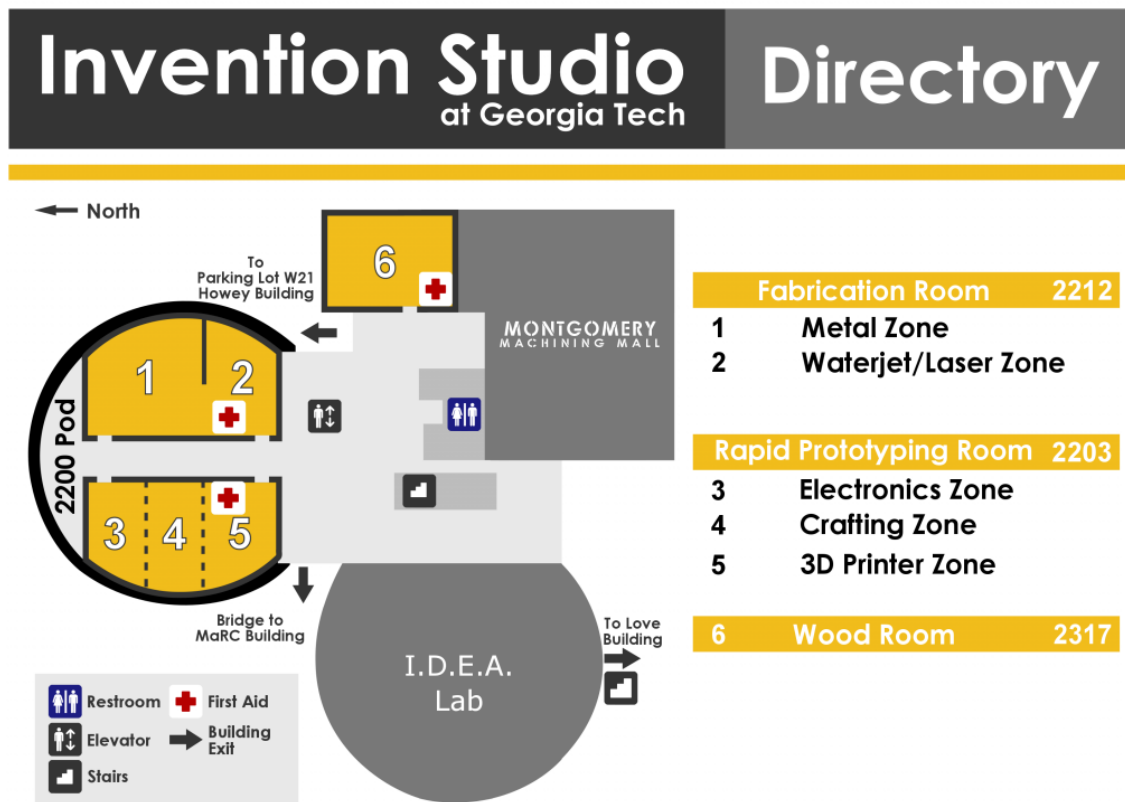 Invention Studio
at Georgia Tech
Directory
North
To
Parking Lot W21
Howey Building
6
MONTGOMERY
MACHINING MALL
1
2
2200 Pod
3
4
5
Bridge to
MaRC Building
I.D.E.A.
Lab
To Love
Building
Restroom
First Aid
Elevator
Building
Exit
Stairs
Fabrication Room 2212
1 Metal Zone
2 Waterjet/Laser Zone
Rapid Prototyping Room 2203
3 Electronics Zone
4 Crafting Zone
5 3D Printer Zone
6 Wood Room 2317